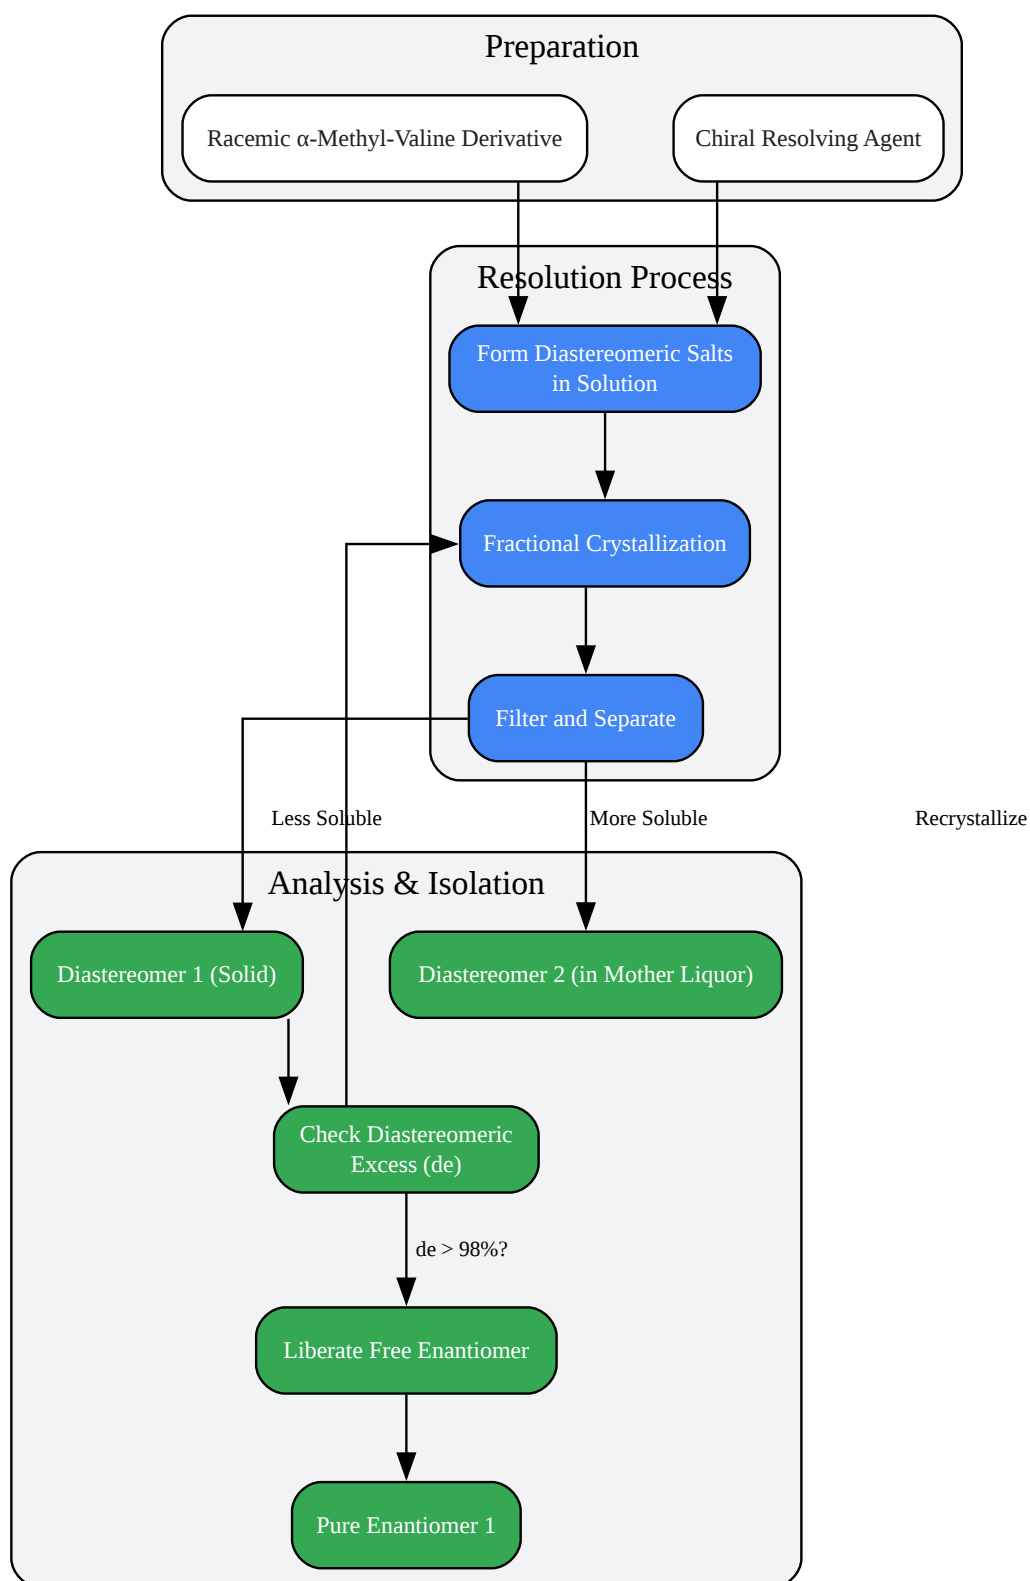 Preparation
Racemic α-Methyl-Valine Derivative
Chiral Resolving Agent
Resolution Process
Form Diastereomeric Salts
in Solution
Fractional Crystallization
Filter and Separate
Less Soluble
More Soluble
Recrystallize
Analysis & Isolation
Diastereomer 1 (Solid)
Diastereomer 2 (in Mother Liquor)
Check Diastereomeric
Excess (de)
de > 98%?
Liberate Free Enantiomer
Pure Enantiomer 1